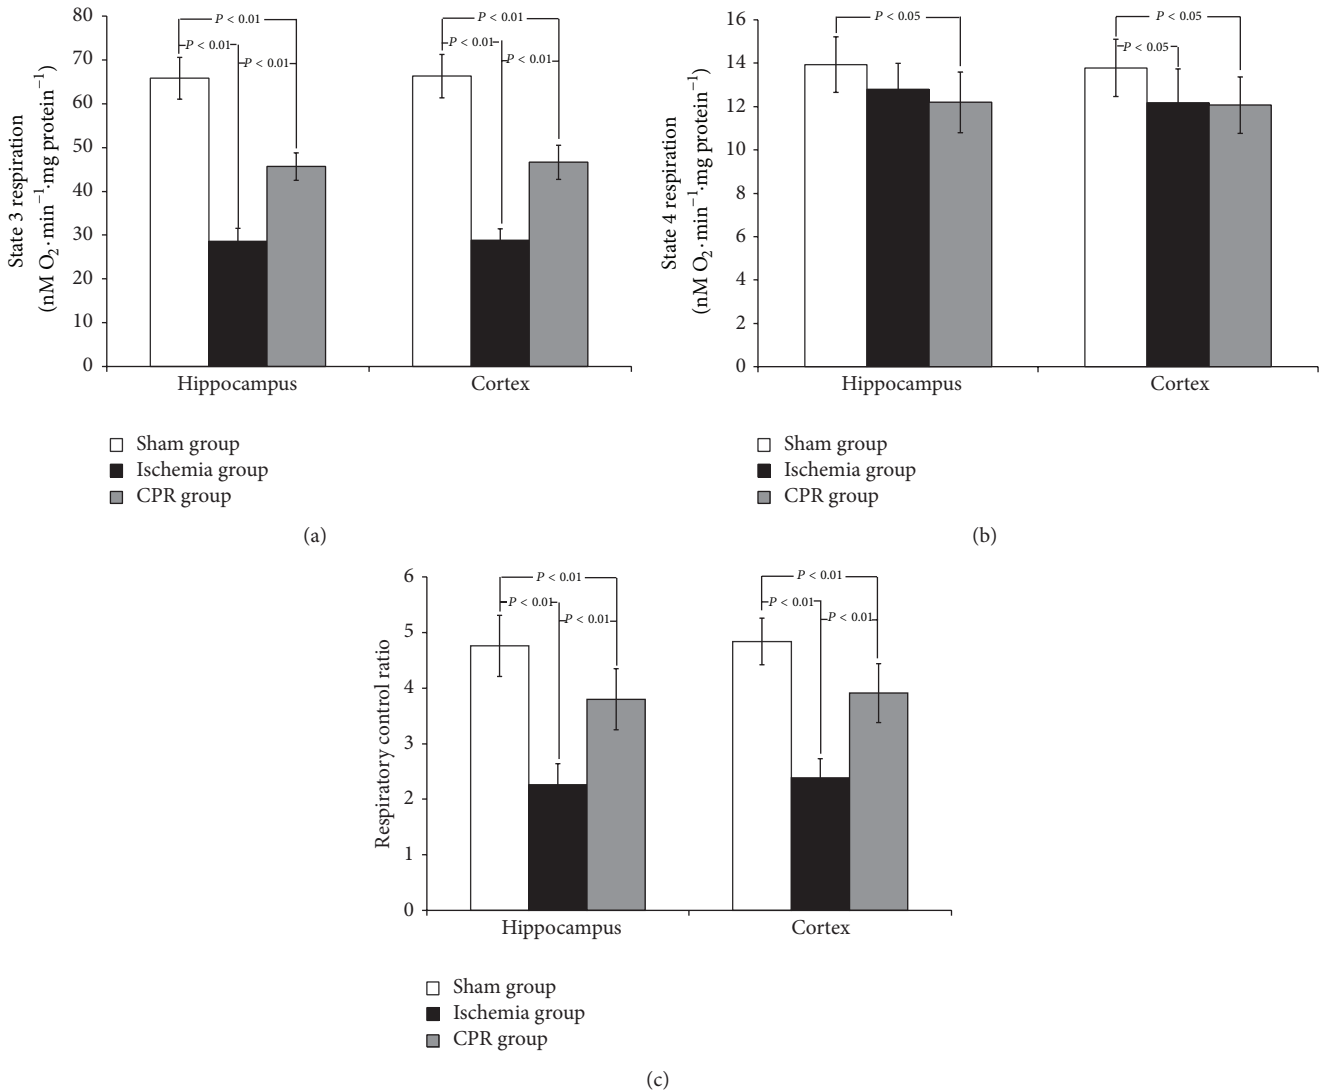 80
70
60
50
40
30
20
10
0
State 3 respiration
(nM O₂·min⁻¹·mg protein⁻¹)
P < 0.01
P < 0.01
P < 0.01
P < 0.01
P < 0.01
P < 0.01
Hippocampus Cortex
Sham group
Ischemia group
CPR group
(a)
16
14
12
10
8
6
4
2
0
State 4 respiration
(nM O₂·min⁻¹·mg protein⁻¹)
P < 0.05
P < 0.05
P < 0.05
Hippocampus Cortex
Sham group
Ischemia group
CPR group
(b)
6
5
4
3
2
1
0
Respiratory control ratio
P < 0.01
P < 0.01
P < 0.01
P < 0.01
P < 0.01
P < 0.01
Hippocampus Cortex
Sham group
Ischemia group
CPR group
(c)